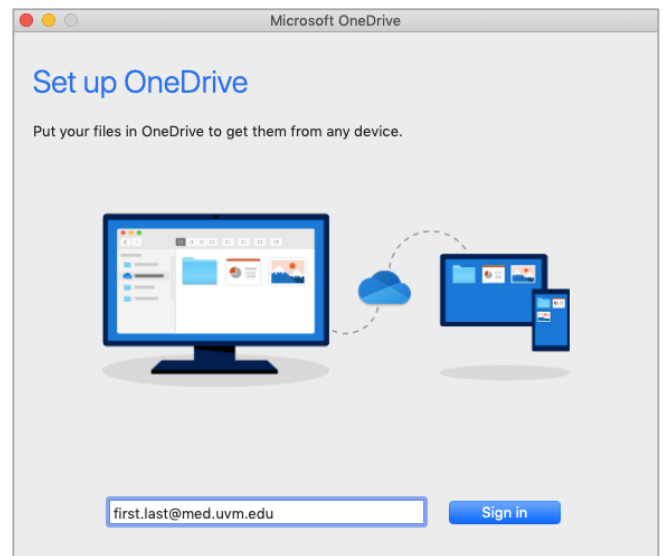 Microsoft OneDrive
Set up OneDrive
Put your files in OneDrive to get them from any device.
first.last@med.uvm.edu
Sign in